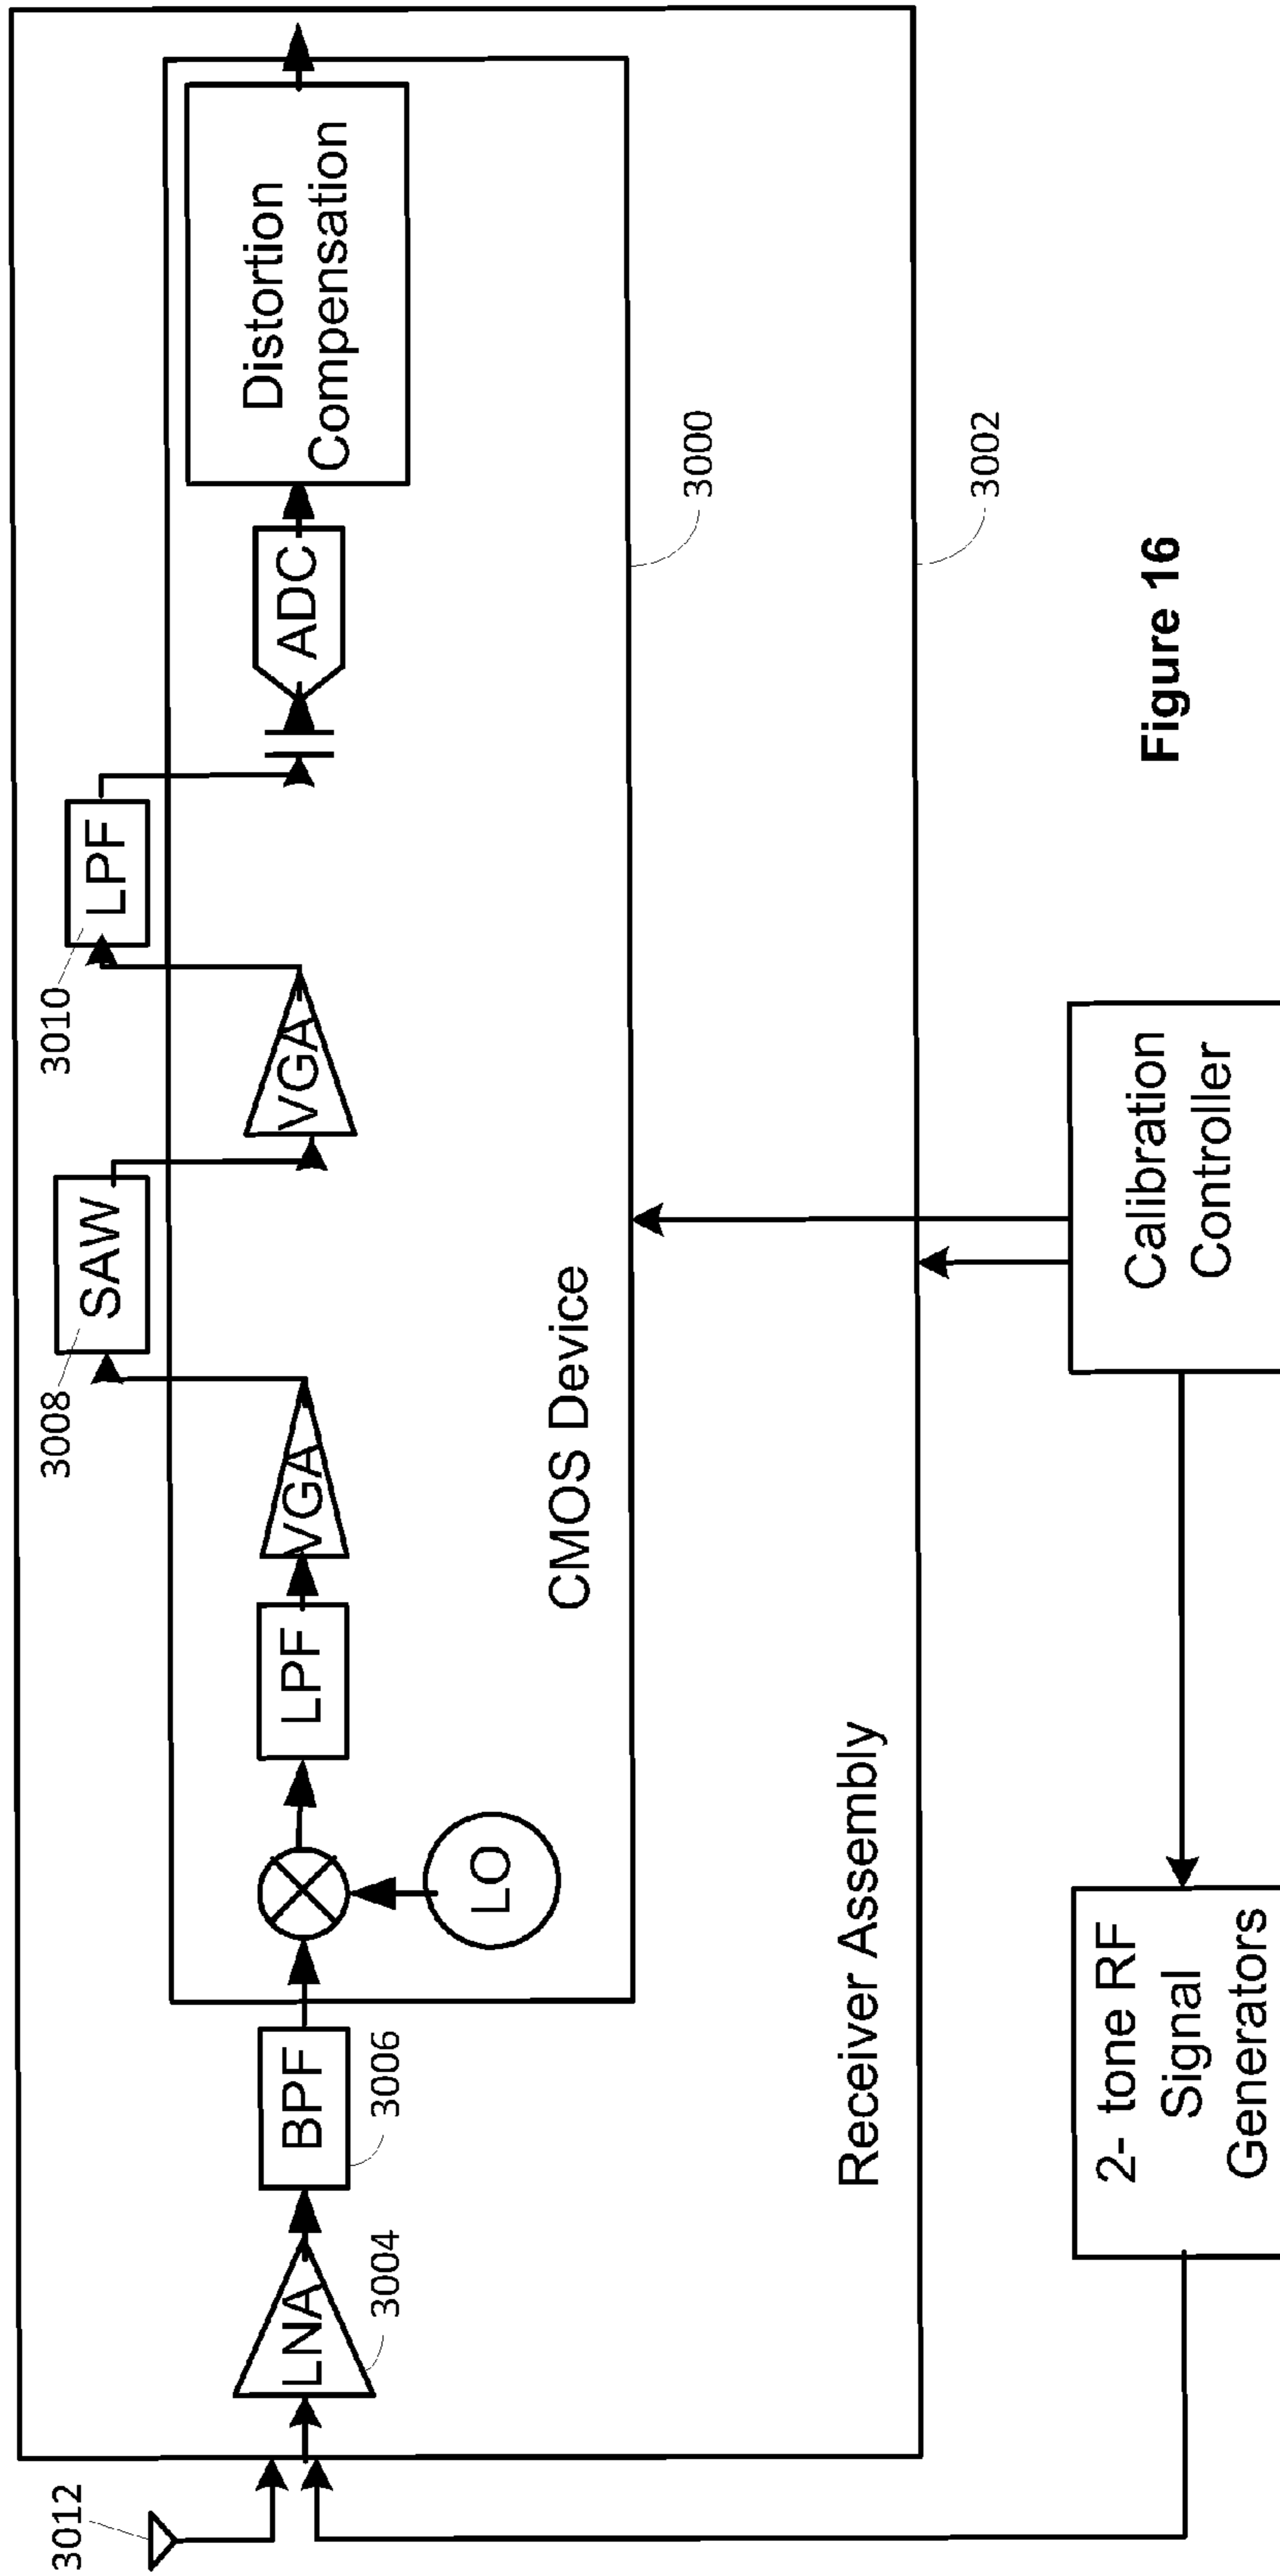 3012
3008
3010
SAW
LPF
LNA
BPF
LPF
VGA
VGA
ADC
Distortion
Compensation
3004
3006
LO
CMOS Device
3000
Receiver Assembly
3002
2- tone RF
Signal
Generators
Calibration
Controller
Figure 16